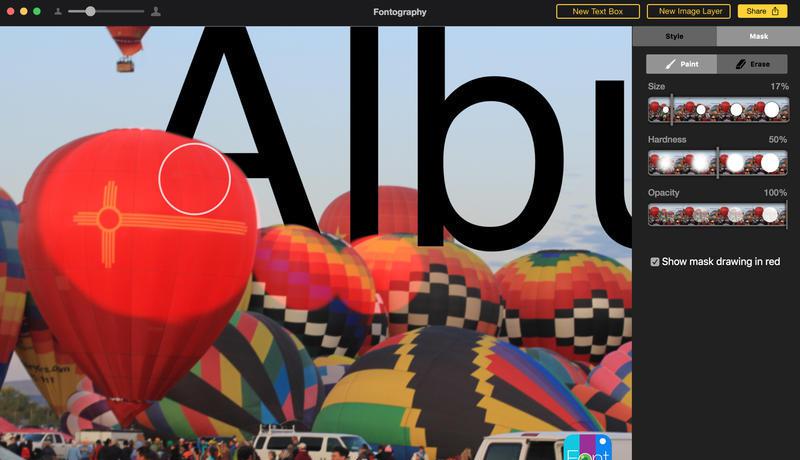 Fontography
New Text Box
New Image Layer
Share
Style
Mask
Paint
Erase
Size
17%
Hardness
50%
Opacity
100%
Show mask drawing in red
Albu
Font